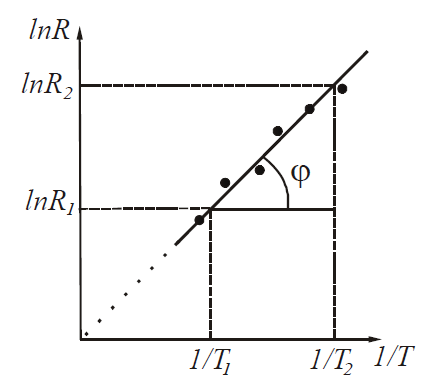 lnR
lnR₂
φ
lnR₁
1/T₁
1/T₂
1/T